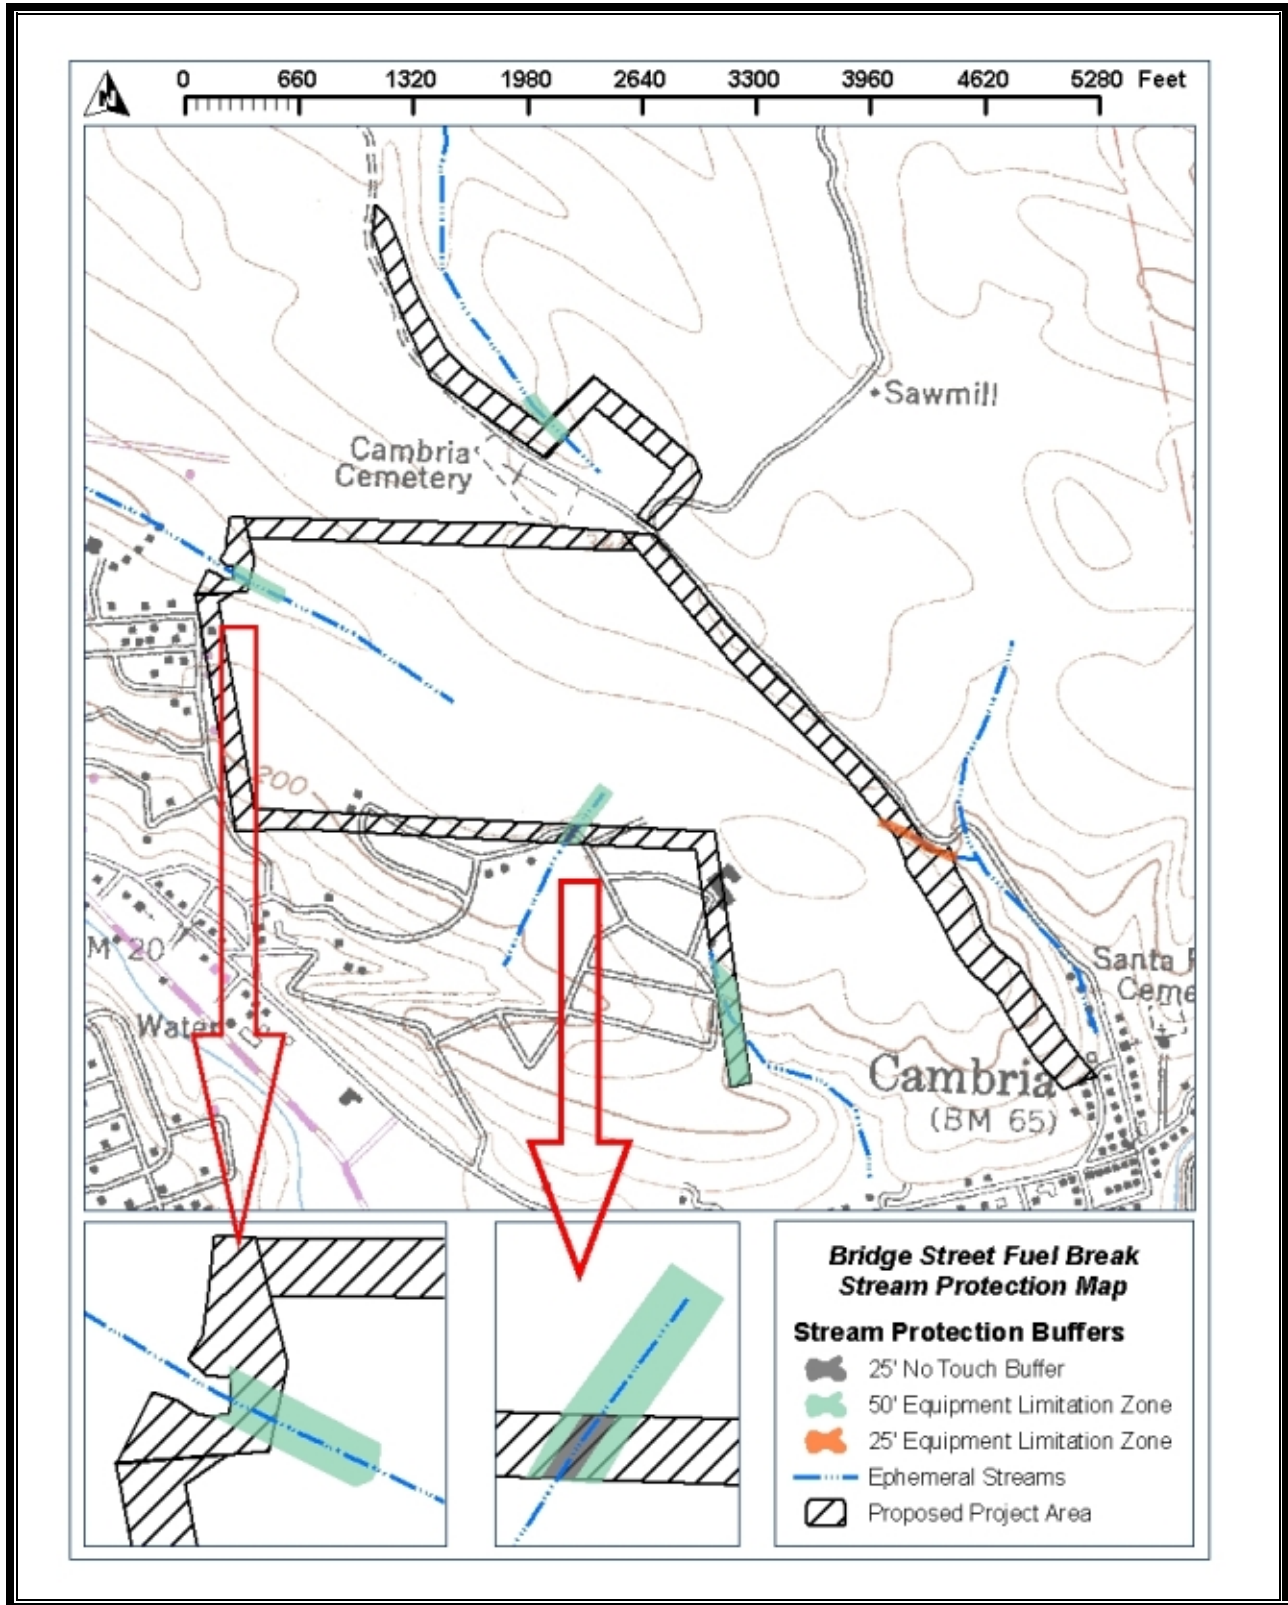 N
0 660 1320 1980 2640 3300 3960 4620 5280 Feet
Sawmill
Cambria
Cemetery
200
M 20
Santa
Ceme
Water
Cambria
(BM 65)
Bridge Street Fuel Break
Stream Protection Map
Stream Protection Buffers
25' No Touch Buffer
50' Equipment Limitation Zone
25' Equipment Limitation Zone
Ephemeral Streams
Proposed Project Area